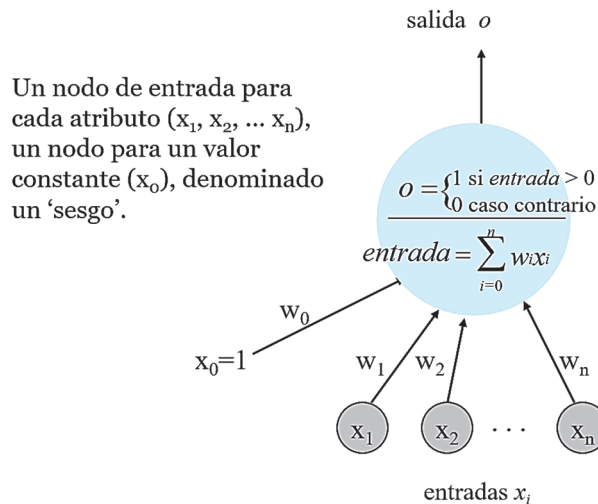 salida o
Un nodo de entrada para
cada atributo (x₁, x₂, ... xₙ),
un nodo para un valor
constante (x₀), denominado
un ‘sesgo’.
o = {1 si entrada > 0
0 caso contrario
entrada = ∑ⁿᵢ₌₀ wᵢxᵢ
w₀
x₀=1
w₁ w₂ wₙ
x₁ x₂ ... xₙ
entradas xᵢ